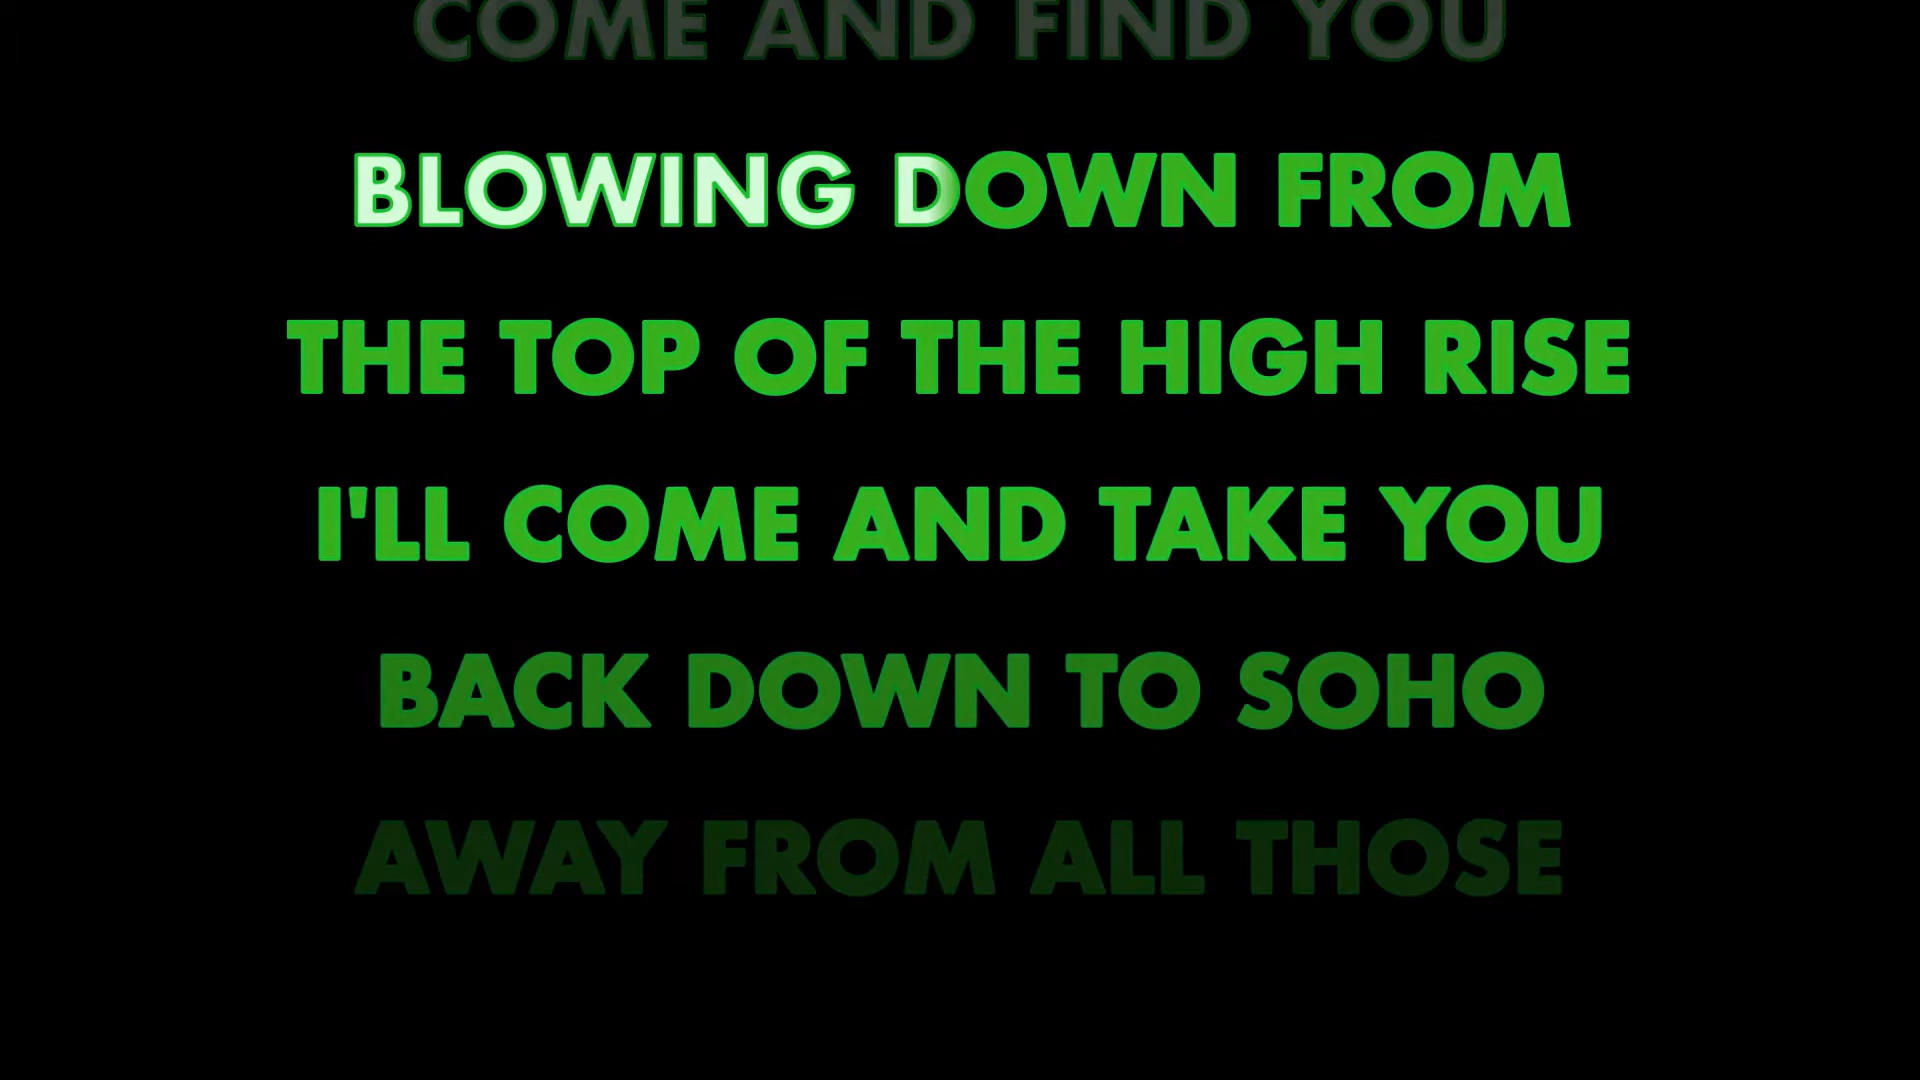 COME AND FIND YOU
BLOWING DOWN FROM
THE TOP OF THE HIGH RISE
I'LL COME AND TAKE YOU
BACK DOWN TO SOHO
AWAY FROM ALL THOSE